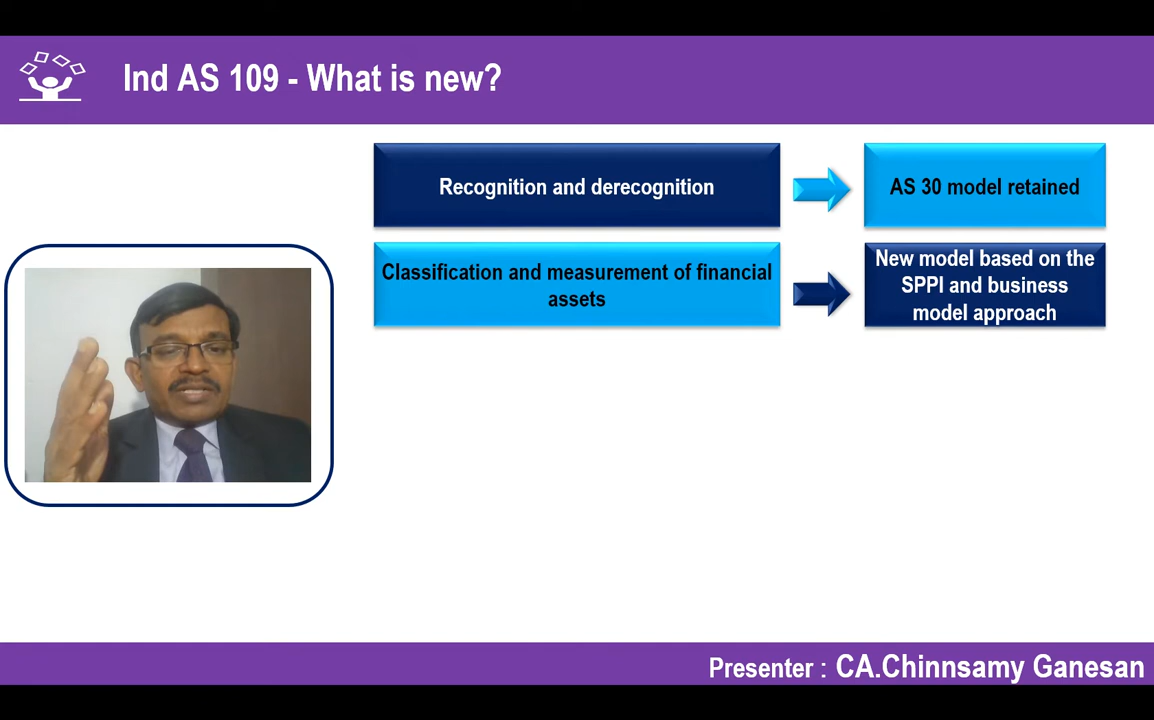 Ind AS 109 - What is new?
Recognition and derecognition
AS 30 model retained
Classification and measurement of financial
assets
New model based on the
SPPI and business
model approach
Presenter : CA.Chinnsamy Ganesan